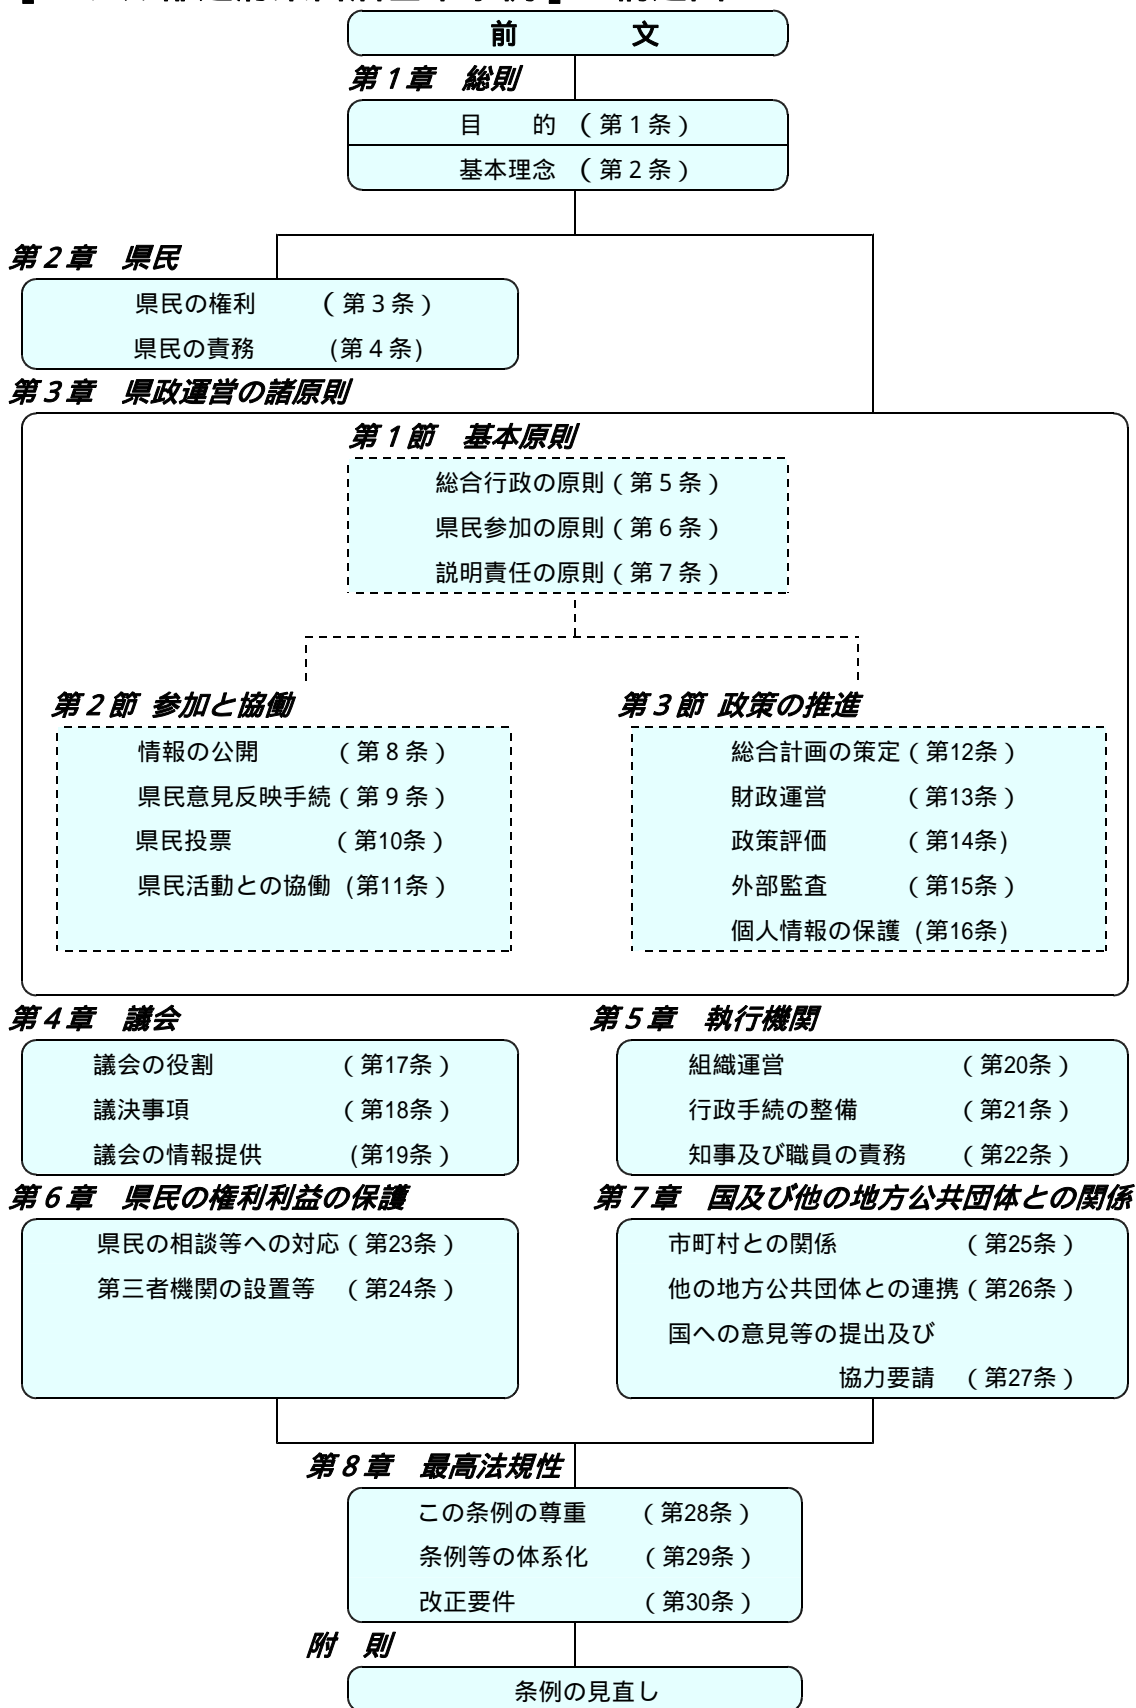 前　　　文
第１章　総則
目　　的　（第１条）
基本理念　（第２条）
第２章　県民
県民の権利　　（第３条）
県民の責務　　(第４条)
第３章　県政運営の諸原則
第１節　基本原則
総合行政の原則（第５条）
県民参加の原則（第６条）
説明責任の原則（第７条）
第２節 参加と協働
情報の公開　　　（第８条）
県民意見反映手続（第９条）
県民投票　　　　（第10条）
県民活動との協働 (第11条）
第３節 政策の推進
総合計画の策定（第12条）
財政運営　　　（第13条）
政策評価　　　（第14条)
外部監査　　　（第15条）
個人情報の保護 (第16条)
第４章　議会
議会の役割　　　　　（第17条）
議決事項　　　　　　（第18条）
議会の情報提供　　　(第19条）
第５章　執行機関
組織運営　　　　　　　（第20条）
行政手続の整備　　　　（第21条）
知事及び職員の責務　　（第22条）
第６章　県民の権利利益の保護
県民の相談等への対応（第23条）
第三者機関の設置等　（第24条）
第７章　国及び他の地方公共団体との関係
市町村との関係　　　　　（第25条）
他の地方公共団体との連携（第26条）
国への意見等の提出及び
協力要請　（第27条）
第８章　最高法規性
この条例の尊重　　（第28条）
条例等の体系化　　（第29条）
改正要件　　　　　（第30条）
附　則
条例の見直し